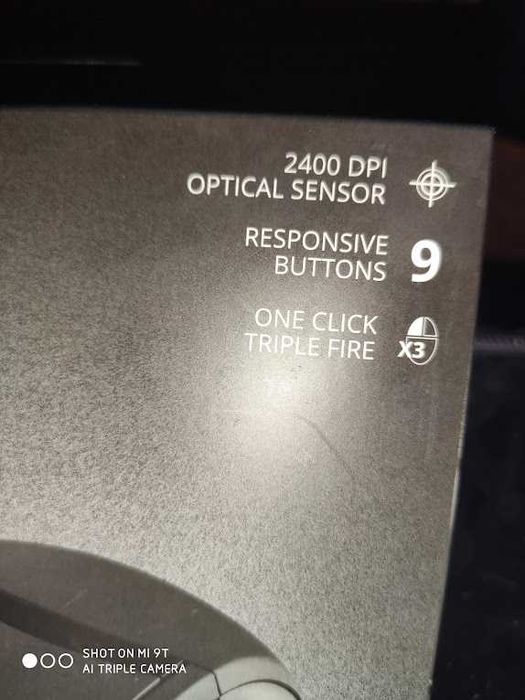 2400 DPI
OPTICAL SENSOR
RESPONSIVE
BUTTONS
9
ONE CLICK
TRIPLE FIRE
X3
SHOT ON MI 9T
AI TRIPLE CAMERA